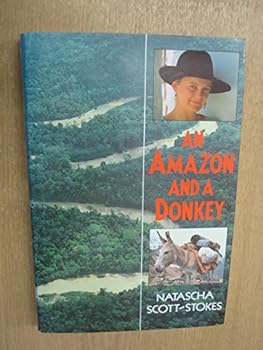 AN
AMAZON
AND A
DONKEY
NATASCHA
SCOTT-STOKES